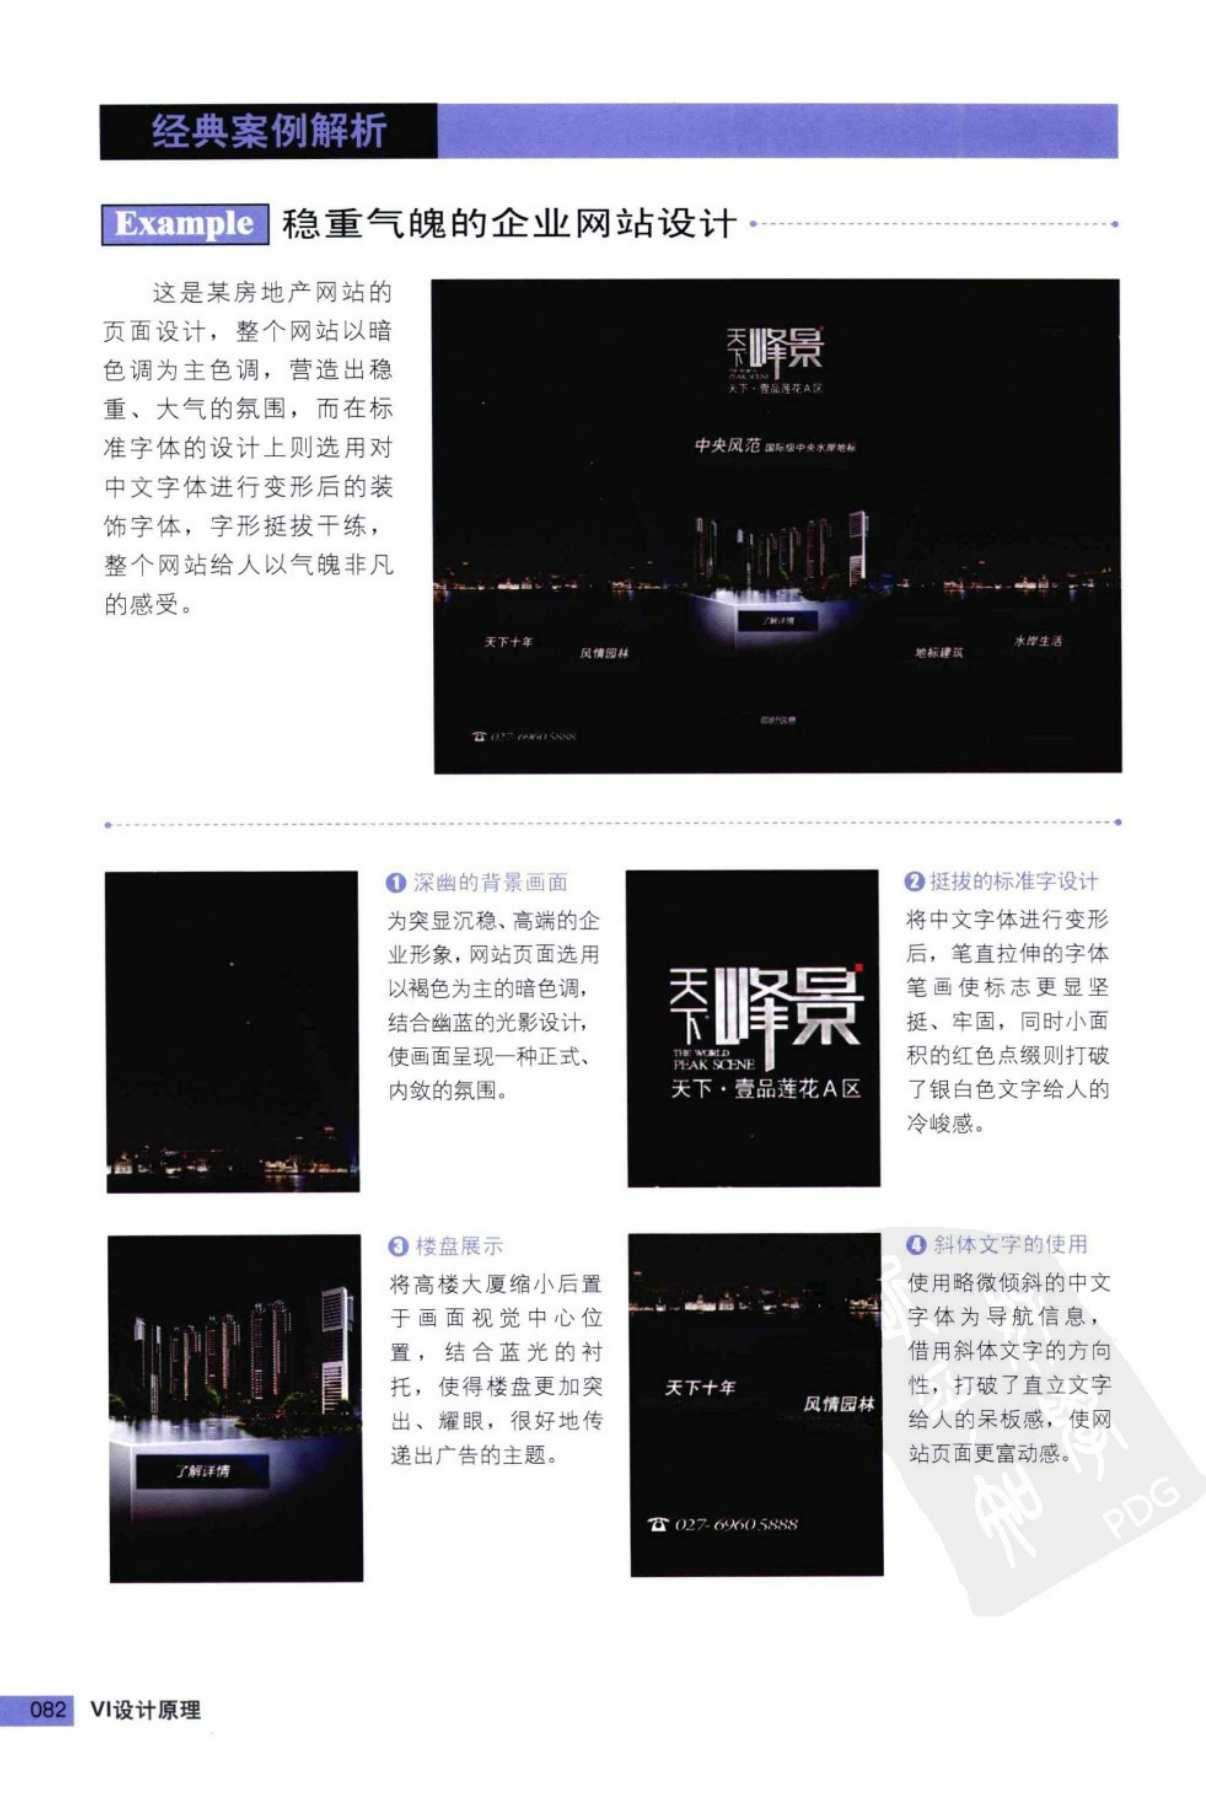 经典案例解析
Example 稳重气魄的企业网站设计
这是某房地产网站的
页面设计，整个网站以暗
色调为主色调，营造出稳
重、大气的氛围，而在标
准字体的设计上则选用对
中文字体进行变形后的装
饰字体，字形挺拔干练，
整个网站给人以气魄非凡
的感受。
天下峰景
天下·壹品莲花A区
中央风范 国际级中央水岸地标
了解详情
天下十年
风情园林
地标建筑
水岸生活
☎ 027-69605888
❶ 深幽的背景画面
为突显沉稳、高端的企
业形象，网站页面选用
以褐色为主的暗色调，
结合幽蓝的光影设计，
使画面呈现一种正式、
内敛的氛围。
天下峰景
THE WORLD
PEAK SCENE
天下·壹品莲花A区
❷ 挺拔的标准字设计
将中文字体进行变形
后，笔直拉伸的字体
笔画使标志更显坚
挺、牢固，同时小面
积的红色点缀则打破
了银白色文字给人的
冷峻感。
了解详情
❸ 楼盘展示
将高楼大厦缩小后置
于画面视觉中心位
置，结合蓝光的衬
托，使得楼盘更加突
出、耀眼，很好地传
递出广告的主题。
天下十年
风情园林
☎ 027-69605888
❹ 斜体文字的使用
使用略微倾斜的中文
字体为导航信息，
借用斜体文字的方向
性，打破了直立文字
给人的呆板感，使网
站页面更富动感。
PDG
082 VI设计原理